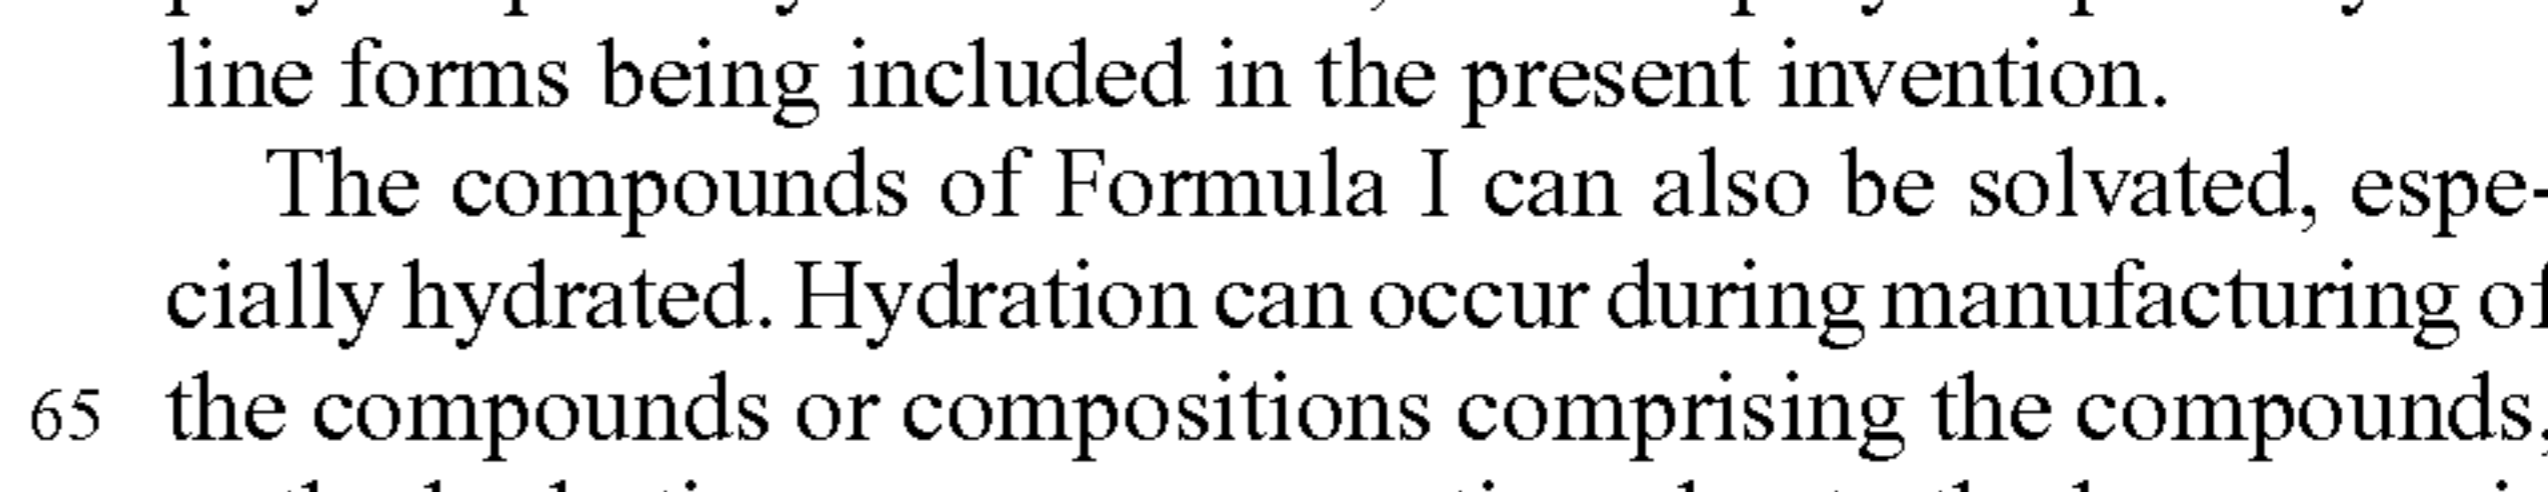 line forms being included in the present invention.
The compounds of Formula I can also be solvated, espe-
cially hydrated. Hydration can occur during manufacturing of
65 the compounds or compositions comprising the compounds,